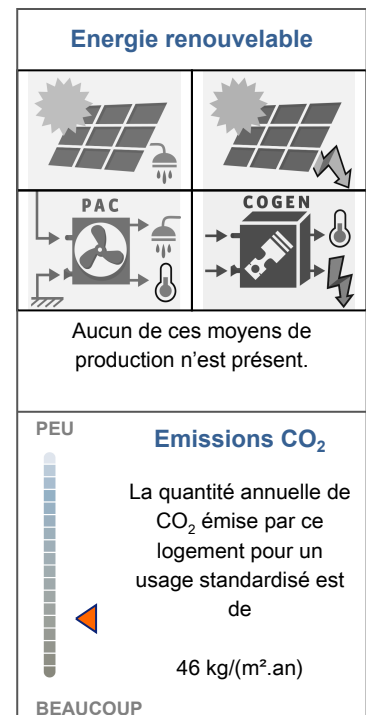 Energie renouvelable
PAC
COGEN
Aucun de ces moyens de
production n'est présent.
PEU
Emissions CO₂
La quantité annuelle de
CO₂ émise par ce
logement pour un
usage standardisé est
de
46 kg/(m².an)
BEAUCOUP